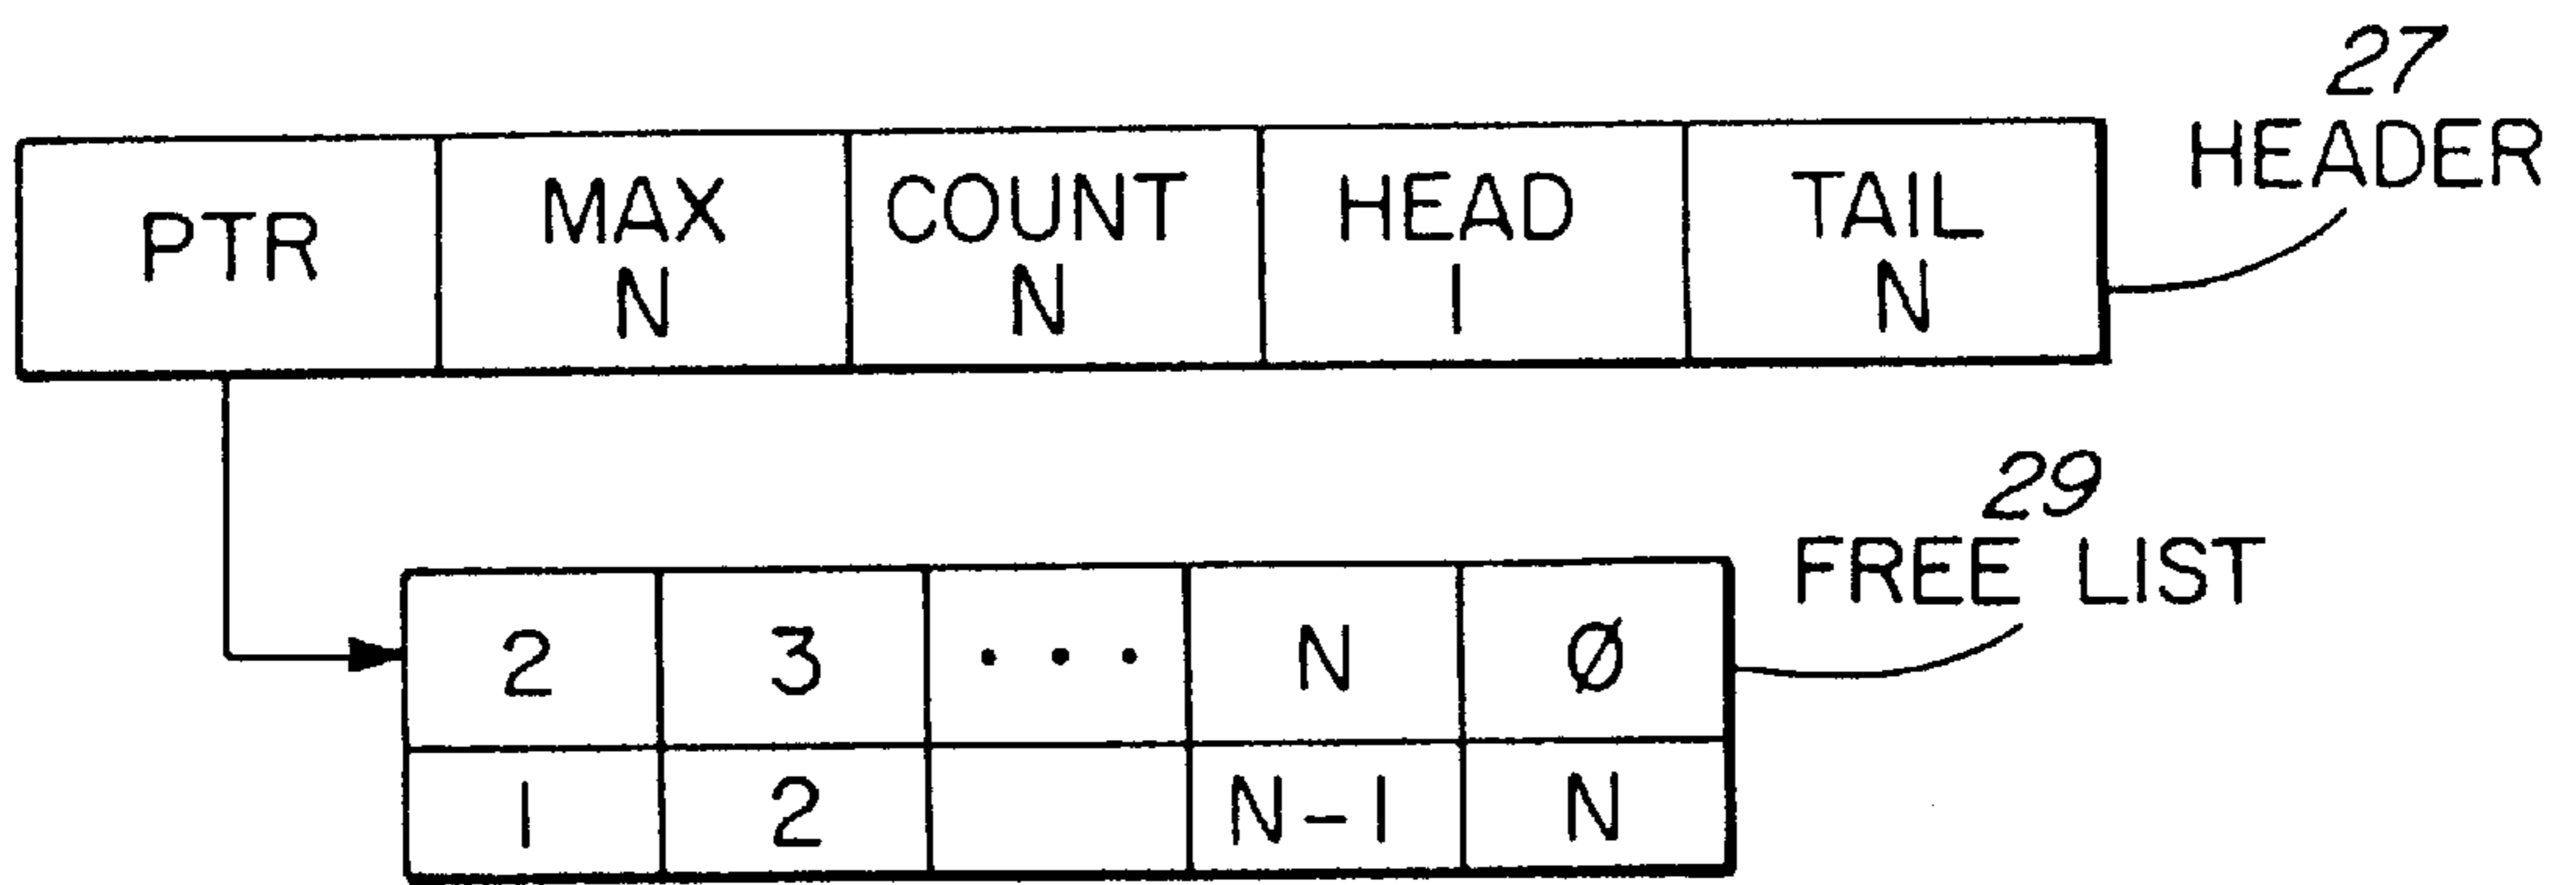 27
HEADER
PTR
MAX
N
COUNT
N
HEAD
1
TAIL
N
29
FREE LIST
2 3 • • • N Ø
1 2 N-1 N